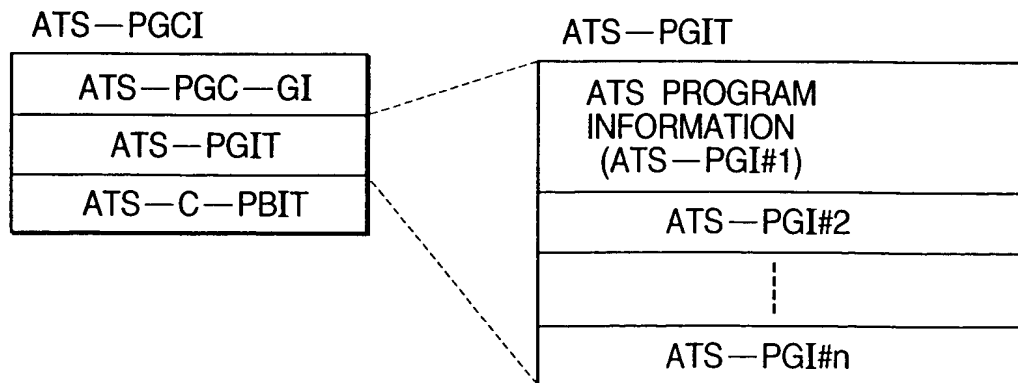 ATS—PGCI
ATS—PGC—GI
ATS—PGIT
ATS—C—PBIT
ATS—PGIT
ATS PROGRAM
INFORMATION
(ATS—PGI#1)
ATS—PGI#2
ATS—PGI#n